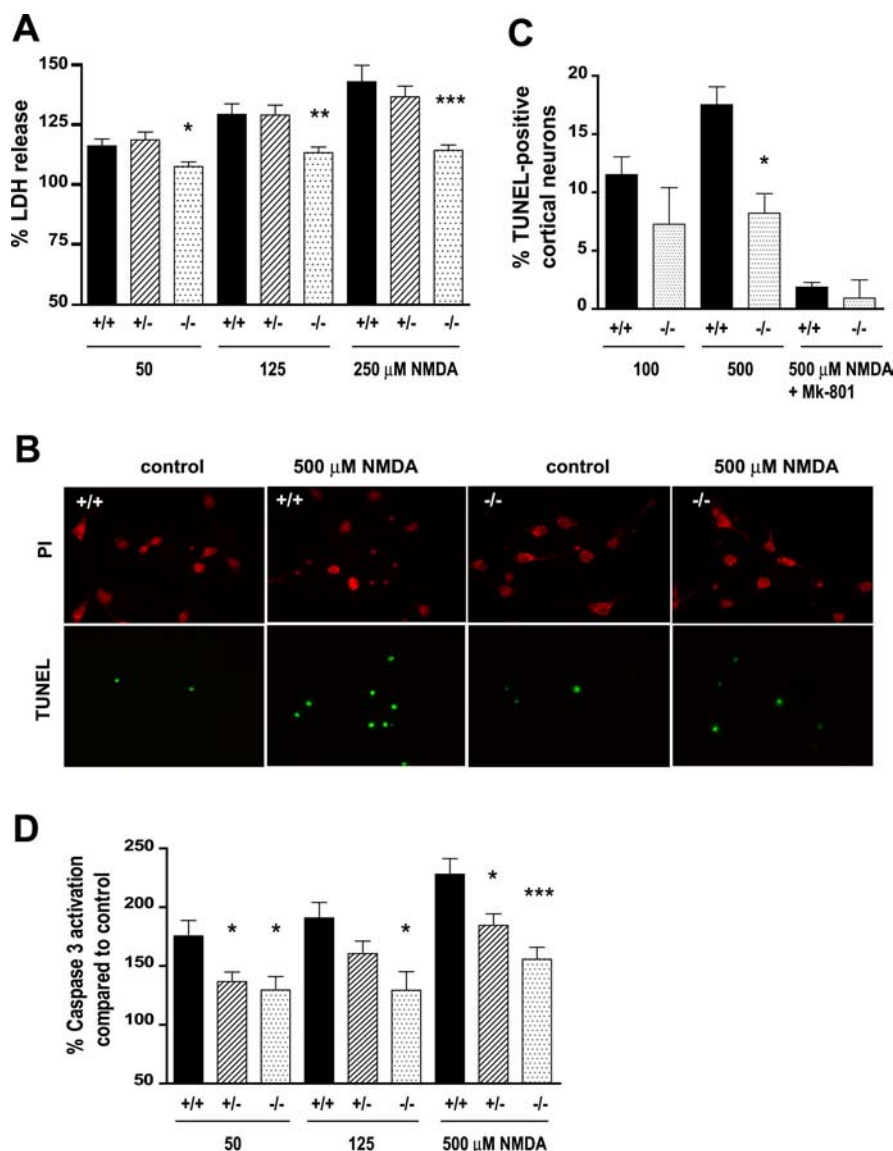 A
% LDH release
150
125
100
75
50
* ** ***
+/+ +/- -/- +/+ +/- -/- +/+ +/- -/-
50 125 250 μM NMDA
C
% TUNEL-positive
cortical neurons
20
15
10
5
0
*
+/+ -/- +/+ -/- +/+ -/-
100 500 500 μM NMDA
+ Mk-801
B
control 500 μM NMDA control 500 μM NMDA
PI
+/+ +/+ -/- -/-
TUNEL
D
% Caspase 3 activation
compared to control
250
200
150
100
50
* * * * ***
+/+ +/- -/- +/+ +/- -/- +/+ +/- -/-
50 125 500 μM NMDA